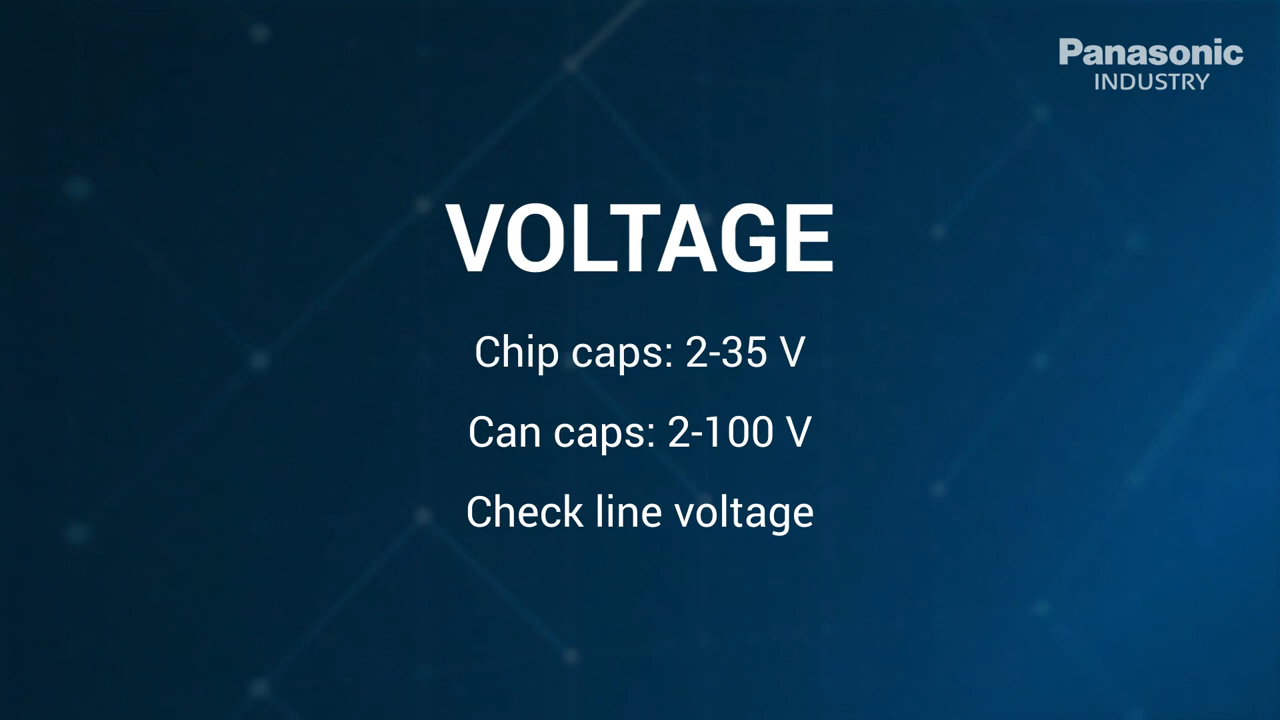 Panasonic
INDUSTRY
VOLTAGE
Chip caps: 2-35 V
Can caps: 2-100 V
Check line voltage